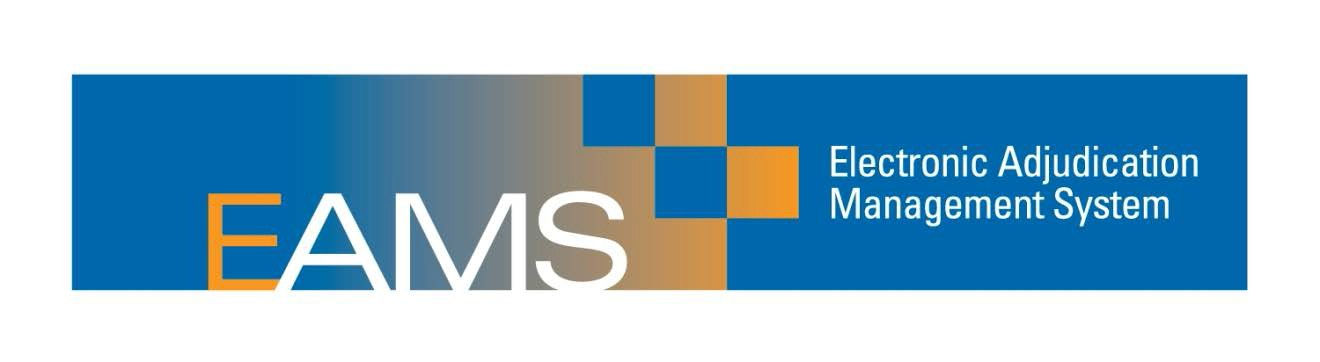 EAMS
Electronic Adjudication
Management System